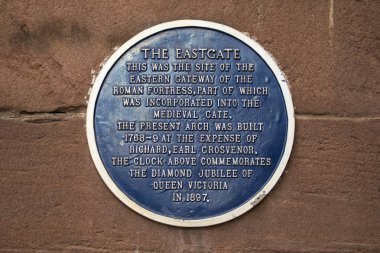 THE EASTGATE
THIS WAS THE SITE OF THE
EASTERN GATEWAY OF THE
ROMAN FORTRESS, PART OF WHICH
WAS INCORPORATED INTO THE
MEDIEVAL GATE.
THE PRESENT ARCH WAS BUILT
1768-9 AT THE EXPENSE OF
RICHARD, EARL GROSVENOR.
THE CLOCK ABOVE COMMEMORATES
THE DIAMOND JUBILEE OF
QUEEN VICTORIA
IN 1897.